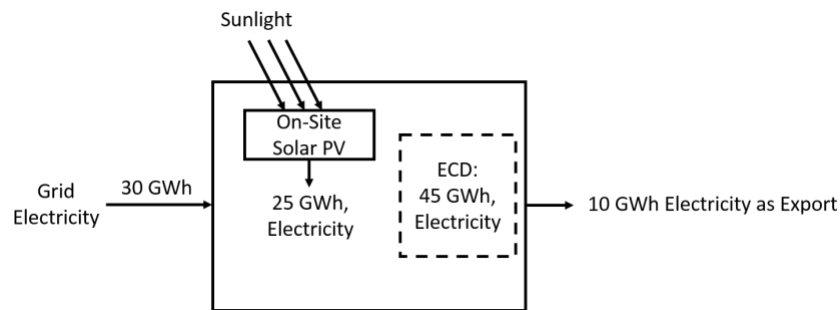 Sunlight
On-Site
Solar PV
Grid
Electricity
30 GWh
25 GWh,
Electricity
ECD:
45 GWh,
Electricity
10 GWh Electricity as Export